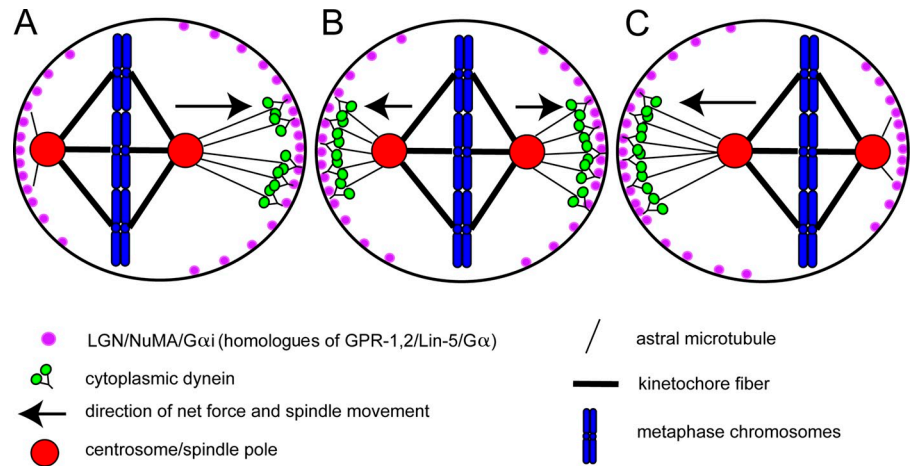 A B C
LGN/NuMA/Gαi (homologues of GPR-1,2/Lin-5/Gα)
cytoplasmic dynein
direction of net force and spindle movement
centrosome/spindle pole
astral microtubule
kinetochore fiber
metaphase chromosomes